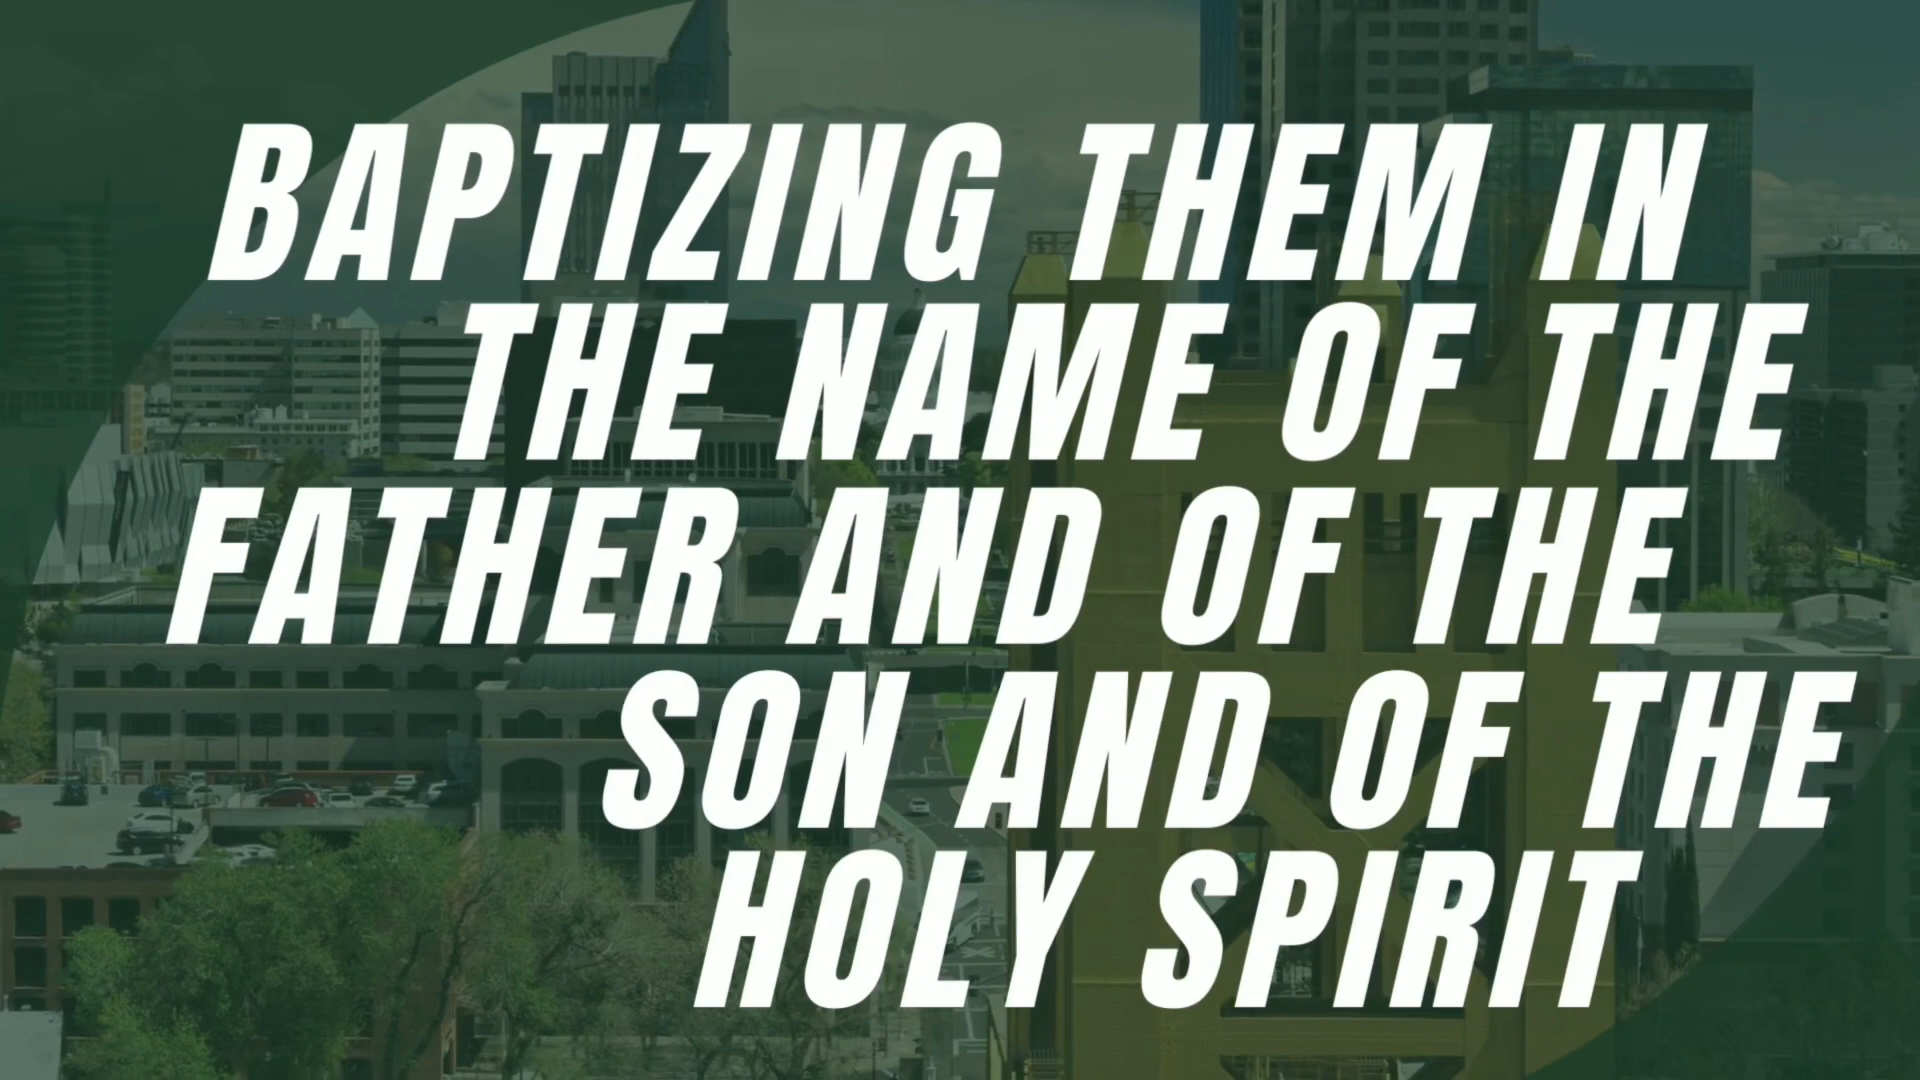 BAPTIZING THEM IN
THE NAME OF THE
FATHER AND OF THE
SON AND OF THE
HOLY SPIRIT